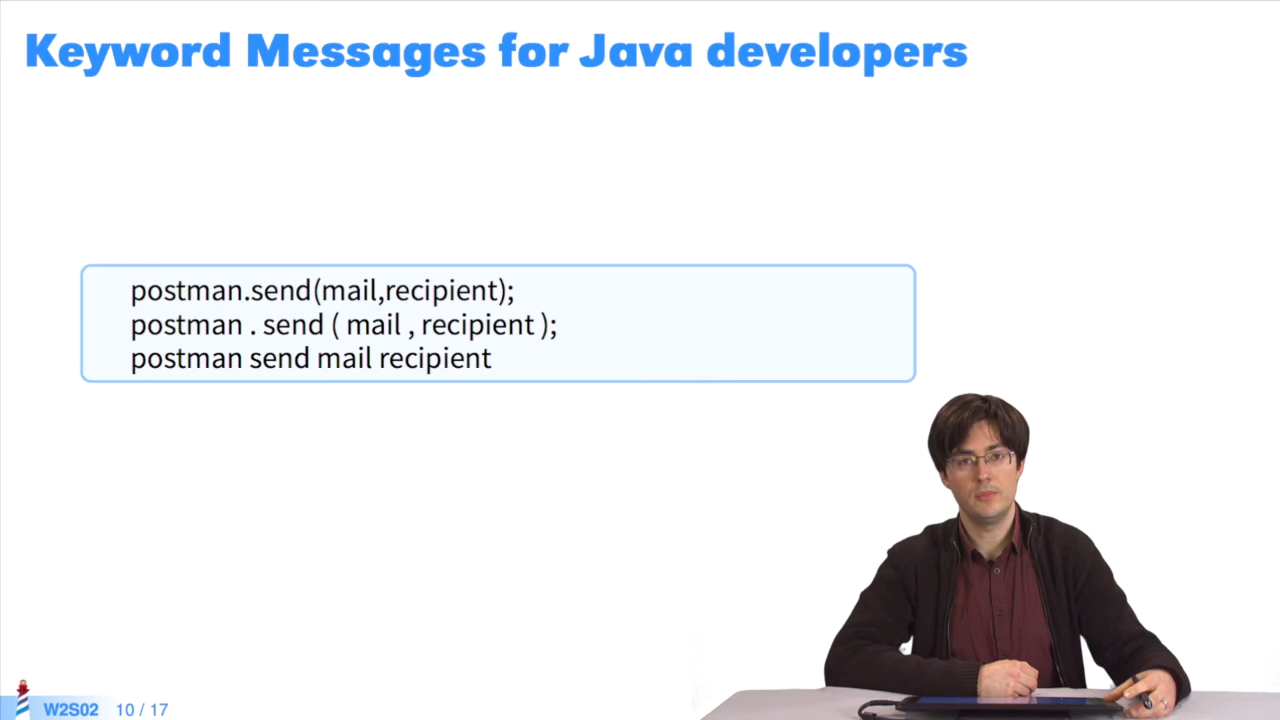 Keyword Messages for Java developers
postman.send(mail,recipient);
postman . send ( mail , recipient );
postman send mail recipient
W2S02 10 / 17